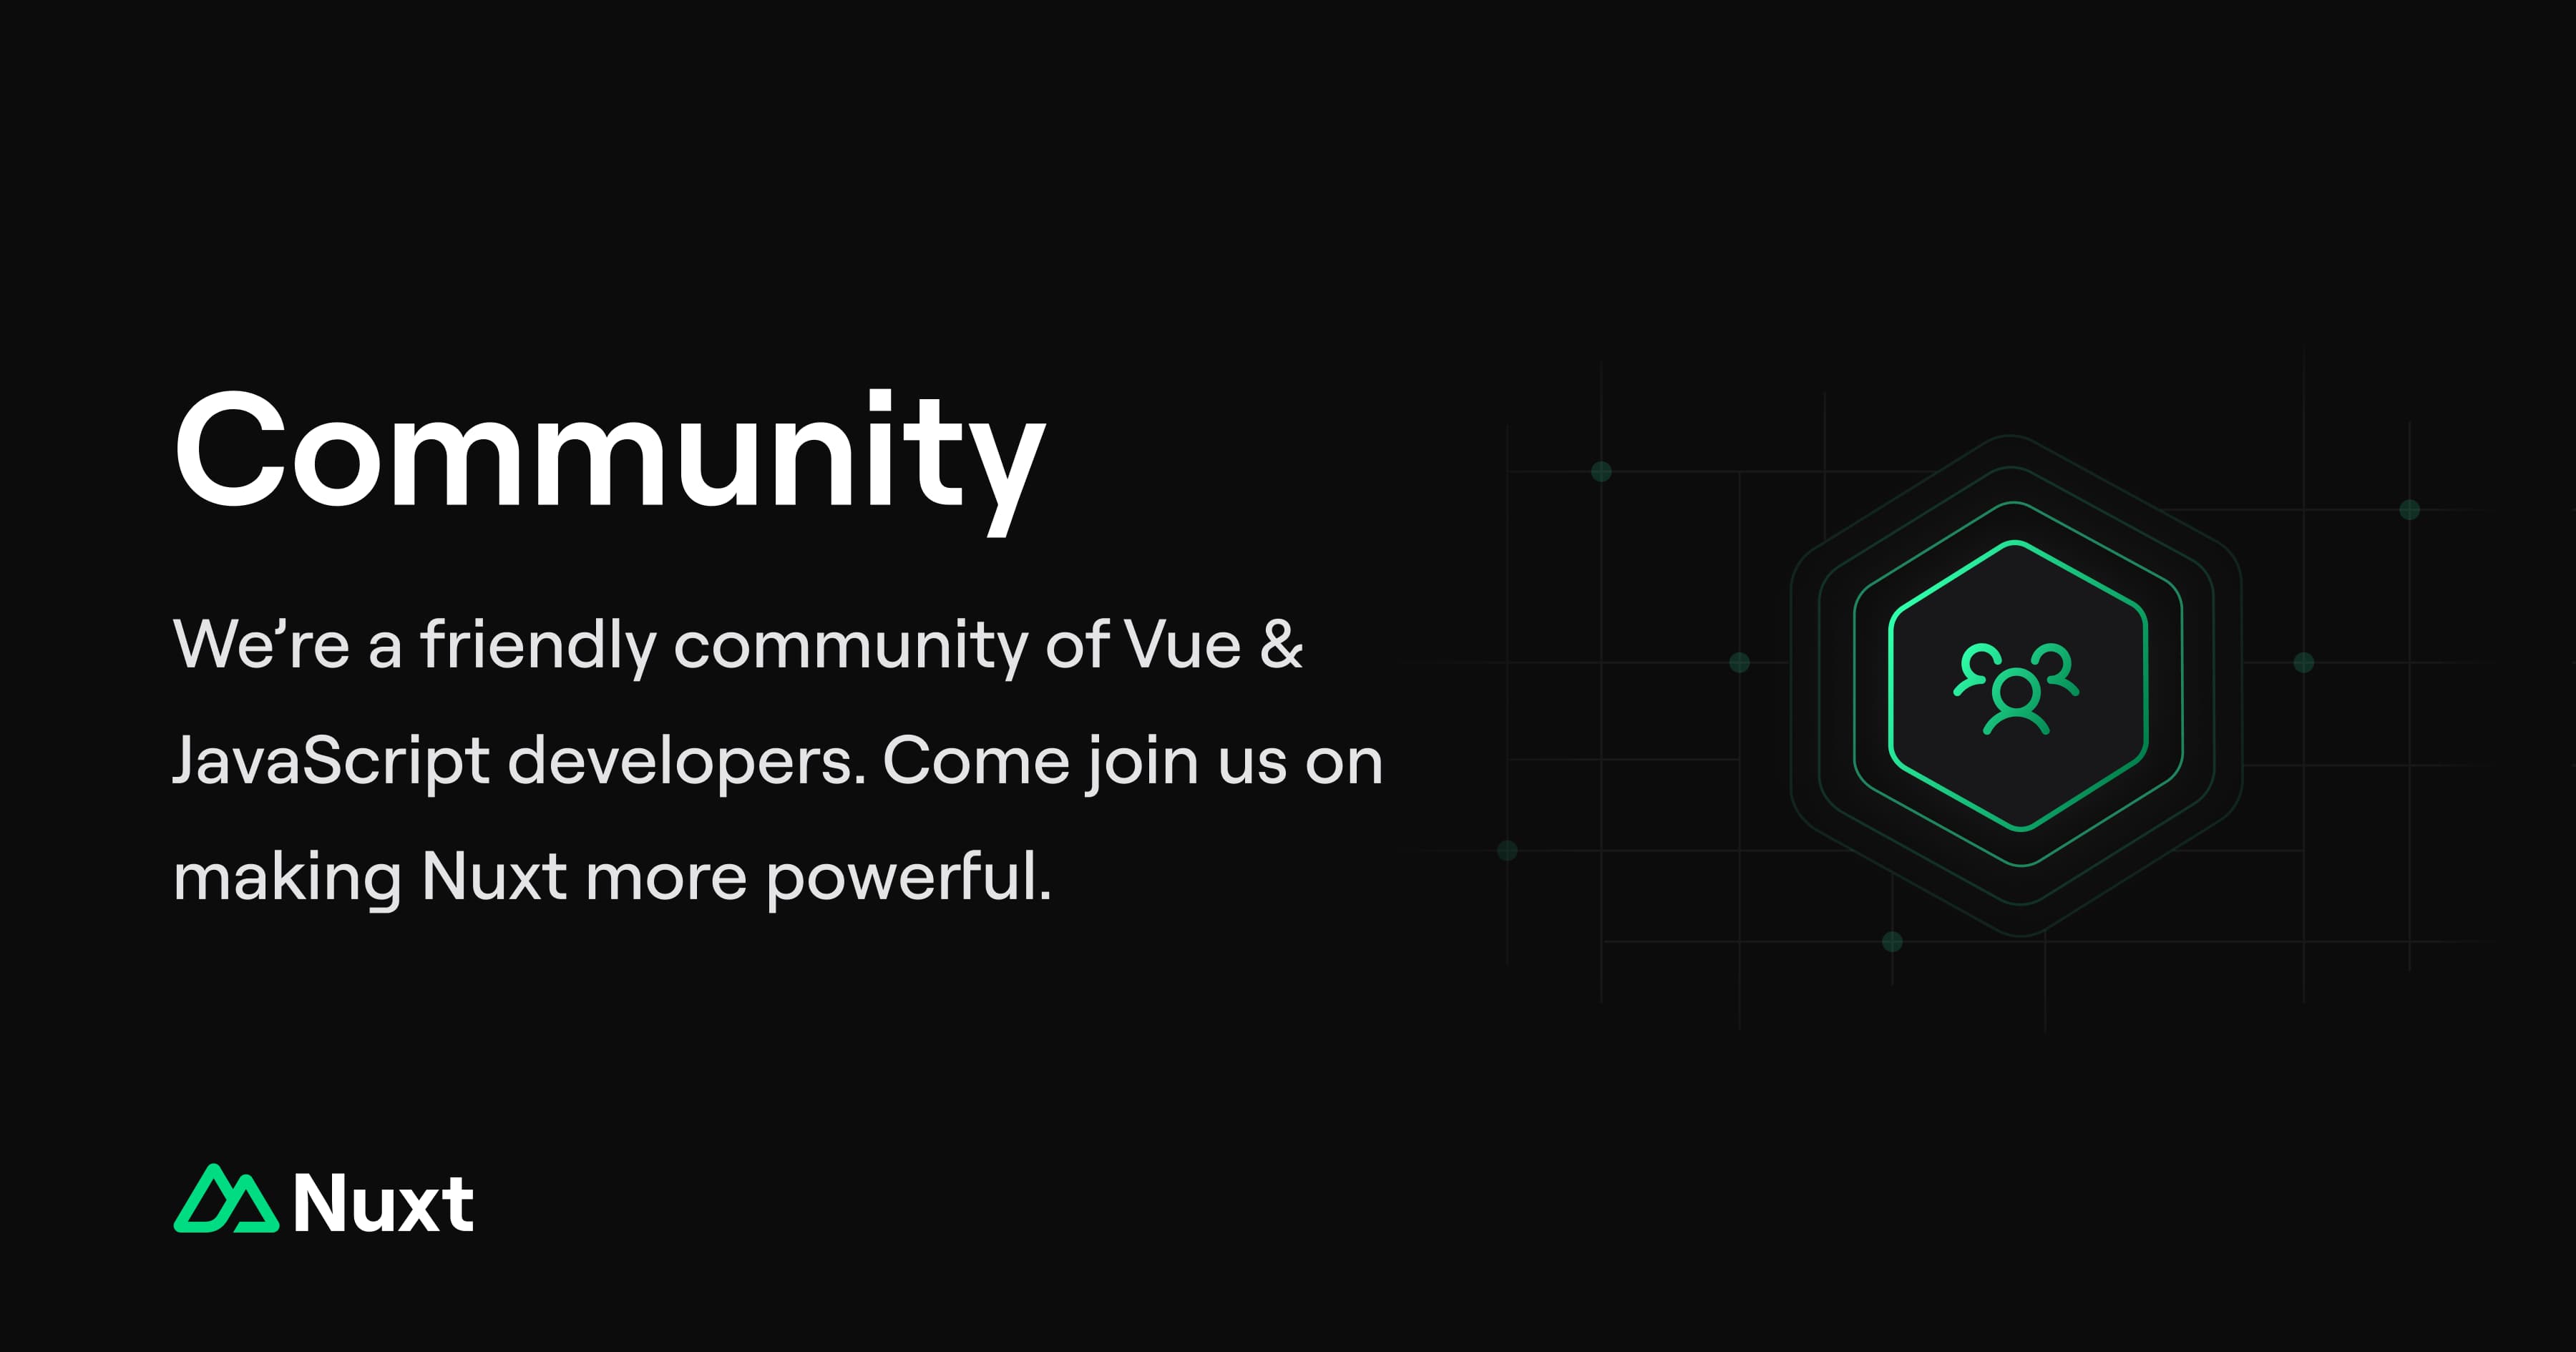 Community
We’re a friendly community of Vue &
JavaScript developers. Come join us on
making Nuxt more powerful.
Nuxt